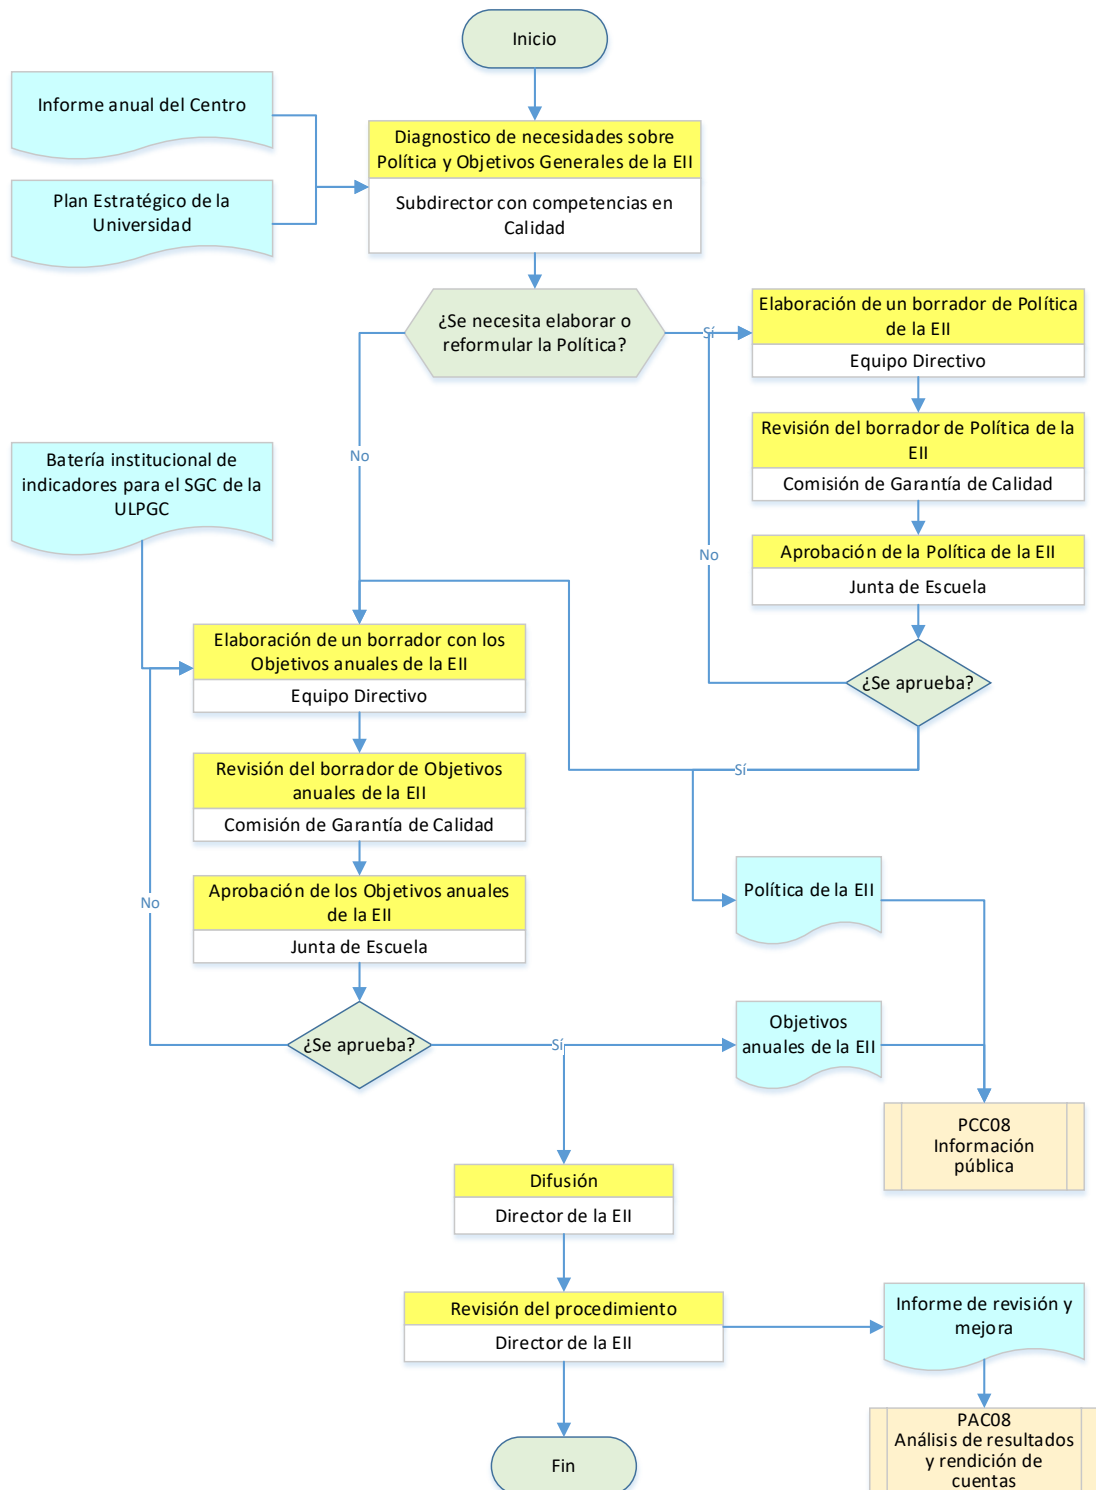 Inicio
Informe anual del Centro
Diagnostico de necesidades sobre
Política y Objetivos Generales de la EII
Subdirector con competencias en
Calidad
Plan Estratégico de la
Universidad
¿Se necesita elaborar o
reformular la Política?
Sí
Elaboración de un borrador de Política
de la EII
Equipo Directivo
Revisión del borrador de Política de la
EII
Comisión de Garantía de Calidad
No
Batería institucional de
indicadores para el SGC de la
ULPGC
Aprobación de la Política de la EII
Junta de Escuela
No
¿Se aprueba?
Elaboración de un borrador con los
Objetivos anuales de la EII
Equipo Directivo
Sí
Revisión del borrador de Objetivos
anuales de la EII
Comisión de Garantía de Calidad
Aprobación de los Objetivos anuales
de la EII
Junta de Escuela
No
Política de la EII
¿Se aprueba?
Sí
Objetivos
anuales de la EII
PCC08
Información
pública
Difusión
Director de la EII
Revisión del procedimiento
Director de la EII
Informe de revisión y
mejora
PAC08
Análisis de resultados
y rendición de
cuentas
Fin